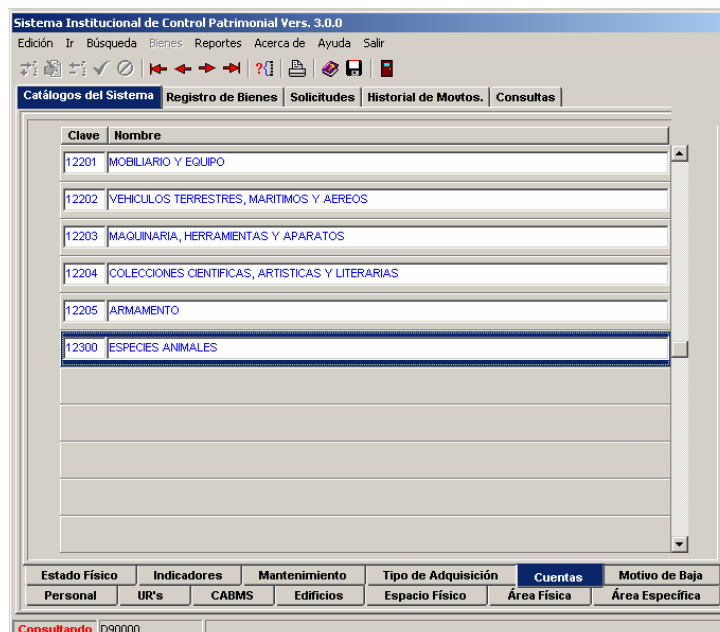 Sistema Institucional de Control Patrimonial Vers. 3.0.0
Edición Ir Búsqueda Bienes Reportes Acerca de Ayuda Salir
Catálogos del Sistema Registro de Bienes Solicitudes Historial de Movtos. Consultas
Clave Nombre
12201 MOBILIARIO Y EQUIPO
12202 VEHICULOS TERRESTRES, MARITIMOS Y AEREOS
12203 MAQUINARIA, HERRAMIENTAS Y APARATOS
12204 COLECCIONES CIENTIFICAS, ARTISTICAS Y LITERARIAS
12205 ARMAMENTO
12300 ESPECIES ANIMALES
Estado Físico Indicadores Mantenimiento Tipo de Adquisición Cuentas Motivo de Baja
Personal UR's CABMS Edificios Espacio Físico Área Física Área Específica
Consultando D90000